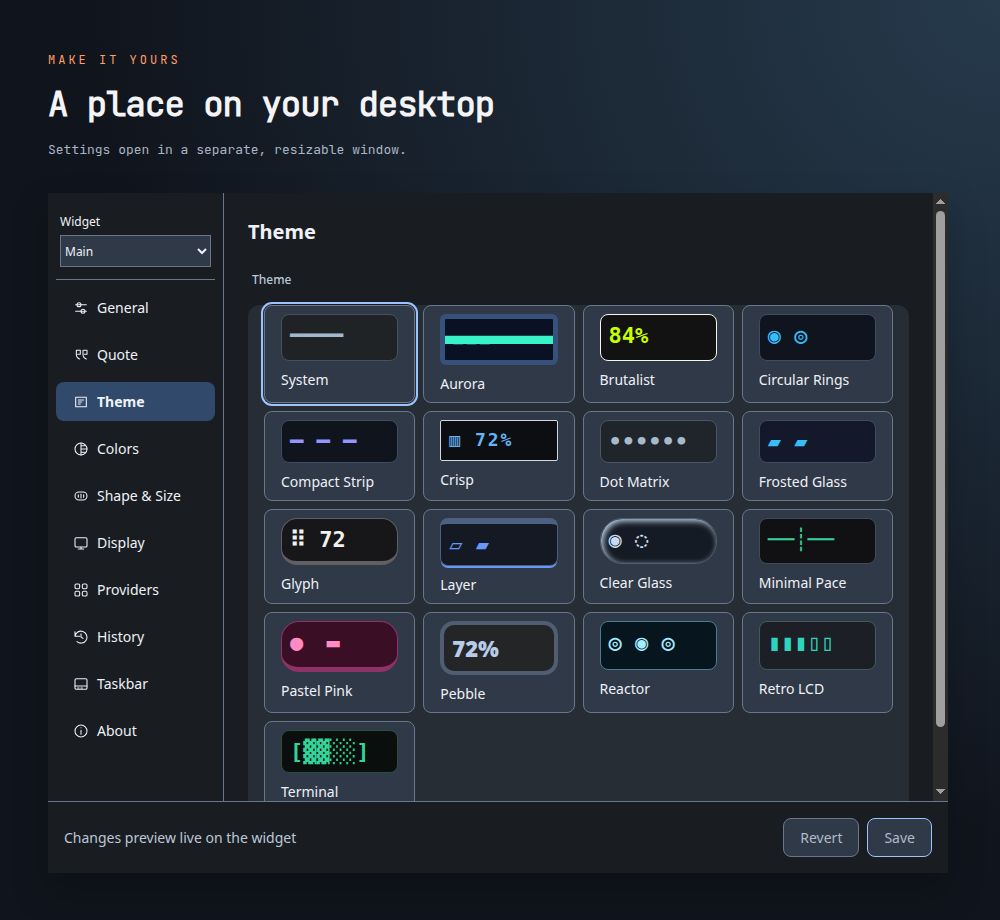 MAKE IT YOURS
A place on your desktop
Settings open in a separate, resizable window.
Widget
Main
General
Quote
Theme
Colors
Shape & Size
Display
Providers
History
Taskbar
About
Theme
Theme
System
Aurora
84%
Brutalist
Circular Rings
Compact Strip
72%
Crisp
Dot Matrix
Frosted Glass
72
Glyph
Layer
Clear Glass
Minimal Pace
Pastel Pink
72%
Pebble
Reactor
Retro LCD
[▓▓░░]
Terminal
Changes preview live on the widget
Revert
Save